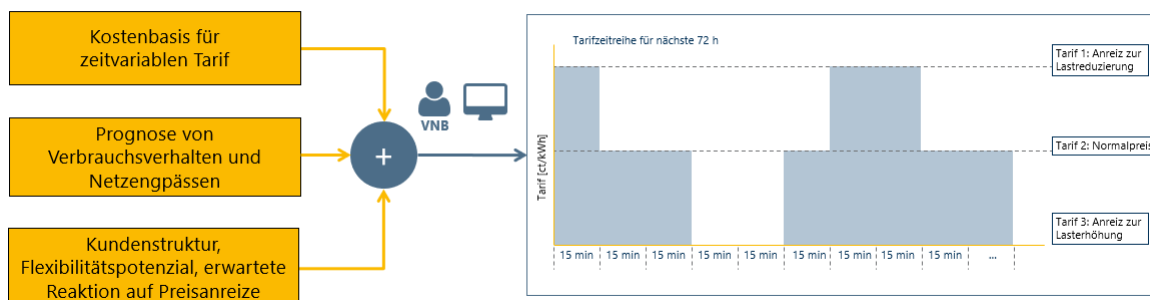 Kostenbasis für
zeitvariablen Tarif
Prognose von
Verbrauchsverhalten und
Netzengpässen
Kundenstruktur,
Flexibilitätspotenzial, erwartete
Reaktion auf Preisanreize
+
VNB
Tarifzeitreihe für nächste 72 h
Tarif [ct/kWh]
Tarif 1: Anreiz zur
Lastreduzierung
Tarif 2: Normalpreis
Tarif 3: Anreiz zur
Lasterhöhung
15 min 15 min 15 min 15 min 15 min 15 min 15 min 15 min 15 min ...